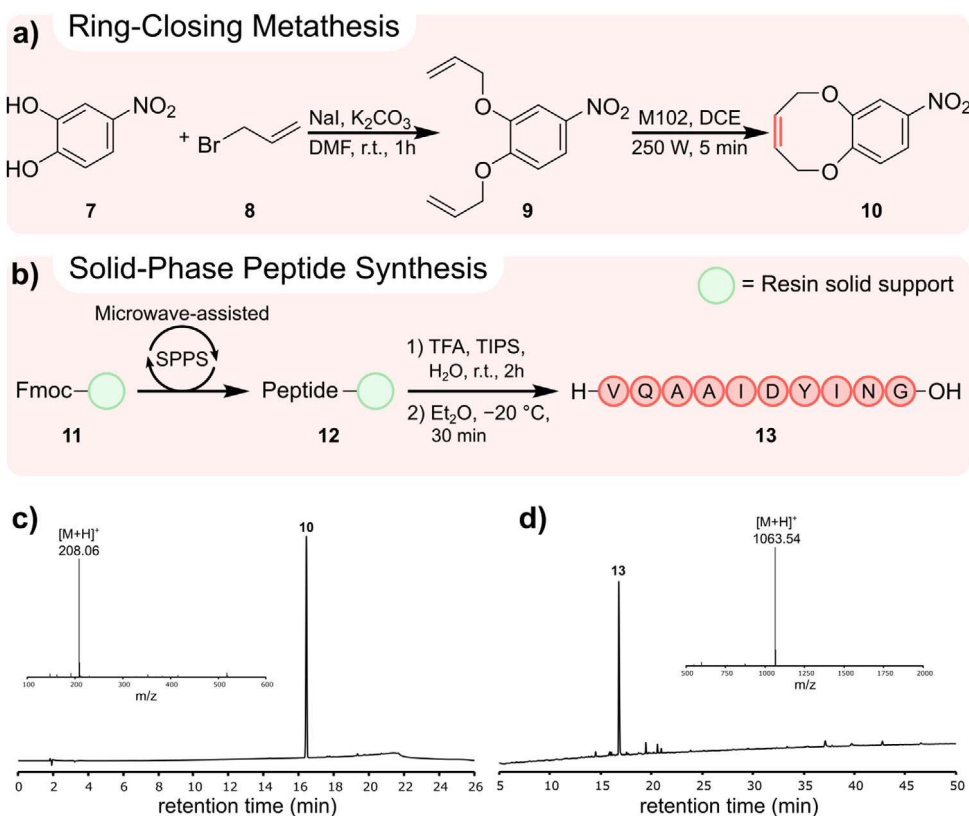 a) Ring-Closing Metathesis
HO
HO
NO₂
7
+
Br
8
NaI, K₂CO₃
DMF, r.t., 1h
O
O
NO₂
9
M102, DCE
250 W, 5 min
O
O
NO₂
10
b) Solid-Phase Peptide Synthesis
= Resin solid support
Microwave-assisted
SPPS
Fmoc
11
Peptide
12
1) TFA, TIPS,
H₂O, r.t., 2h
2) Et₂O, −20 °C,
30 min
H V Q A A I D Y I N G OH
13
c)
[M+H]⁺
208.06
10
100 200 300 400 500 600
m/z
0 2 4 6 8 10 12 14 16 18 20 22 24 26
retention time (min)
d)
[M+H]⁺
1063.54
13
500 1000 1250 1500 1750 2000
m/z
5 10 15 20 25 30 35 40 45 50
retention time (min)